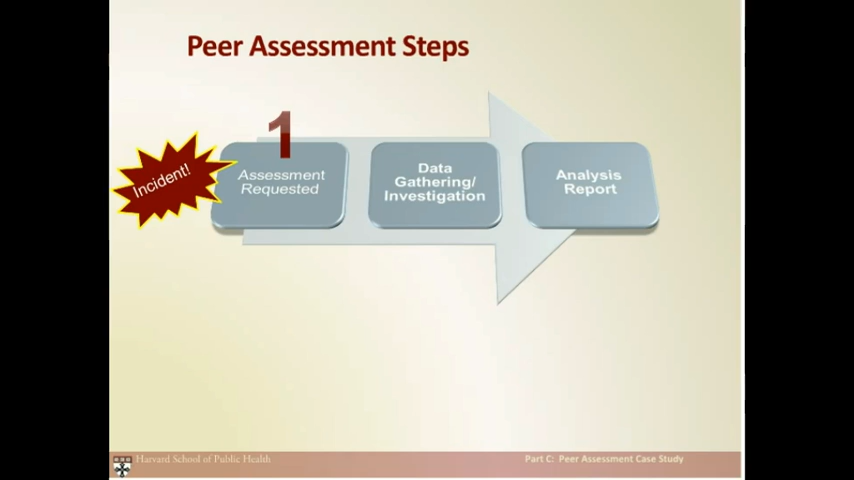 Peer Assessment Steps
1
Incident!
Assessment
Requested
Data
Gathering/
Investigation
Analysis
Report
Harvard School of Public Health
Part C: Peer Assessment Case Study